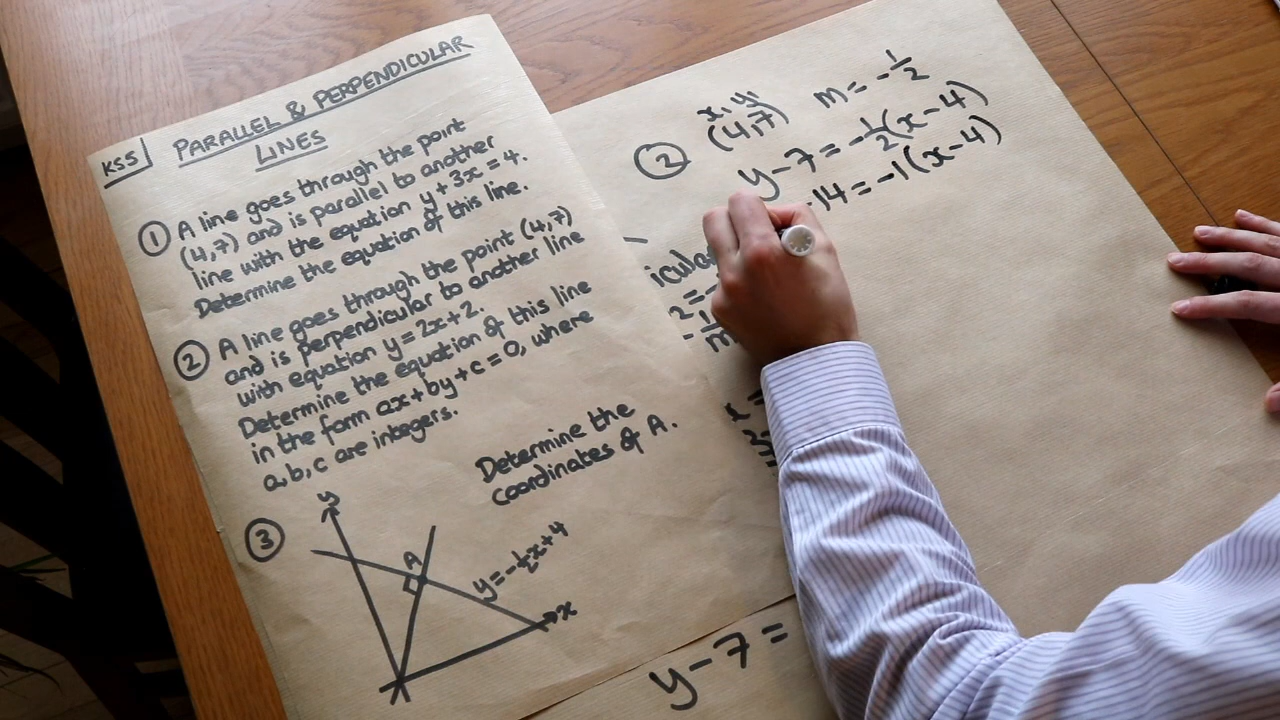 KS5
PARALLEL & PERPENDICULAR
LINES
① A line goes through the point
(4,7) and is parallel to another
line with the equation y + 3x = 4.
Determine the equation of this line.
② A line goes through the point (4,7)
and is perpendicular to another line
with equation y = 2x + 2.
Determine the equation of this line
in the form ax + by + c = 0, where
a, b, c are integers.
③
Determine the
coordinates of A.
y
A
y = -½x + 4
x
② x₁ y₁
(4,7) m = -½
y - 7 = -½(x - 4)
-14 = -1(x - 4)
y - 7 =